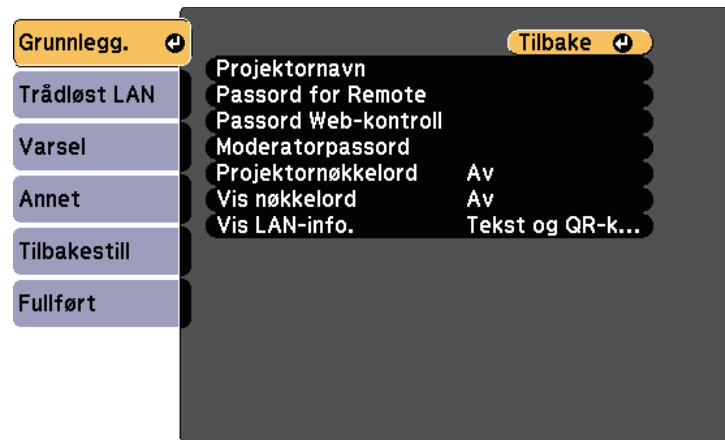 Grunnlegg.
Tilbake
Trådløst LAN
Varsel
Annet
Tilbakestill
Fullført
Projektornavn
Passord for Remote
Passord Web-kontroll
Moderatorpassord
Projektornøkkelord Av
Vis nøkkelord Av
Vis LAN-info. Tekst og QR-k...